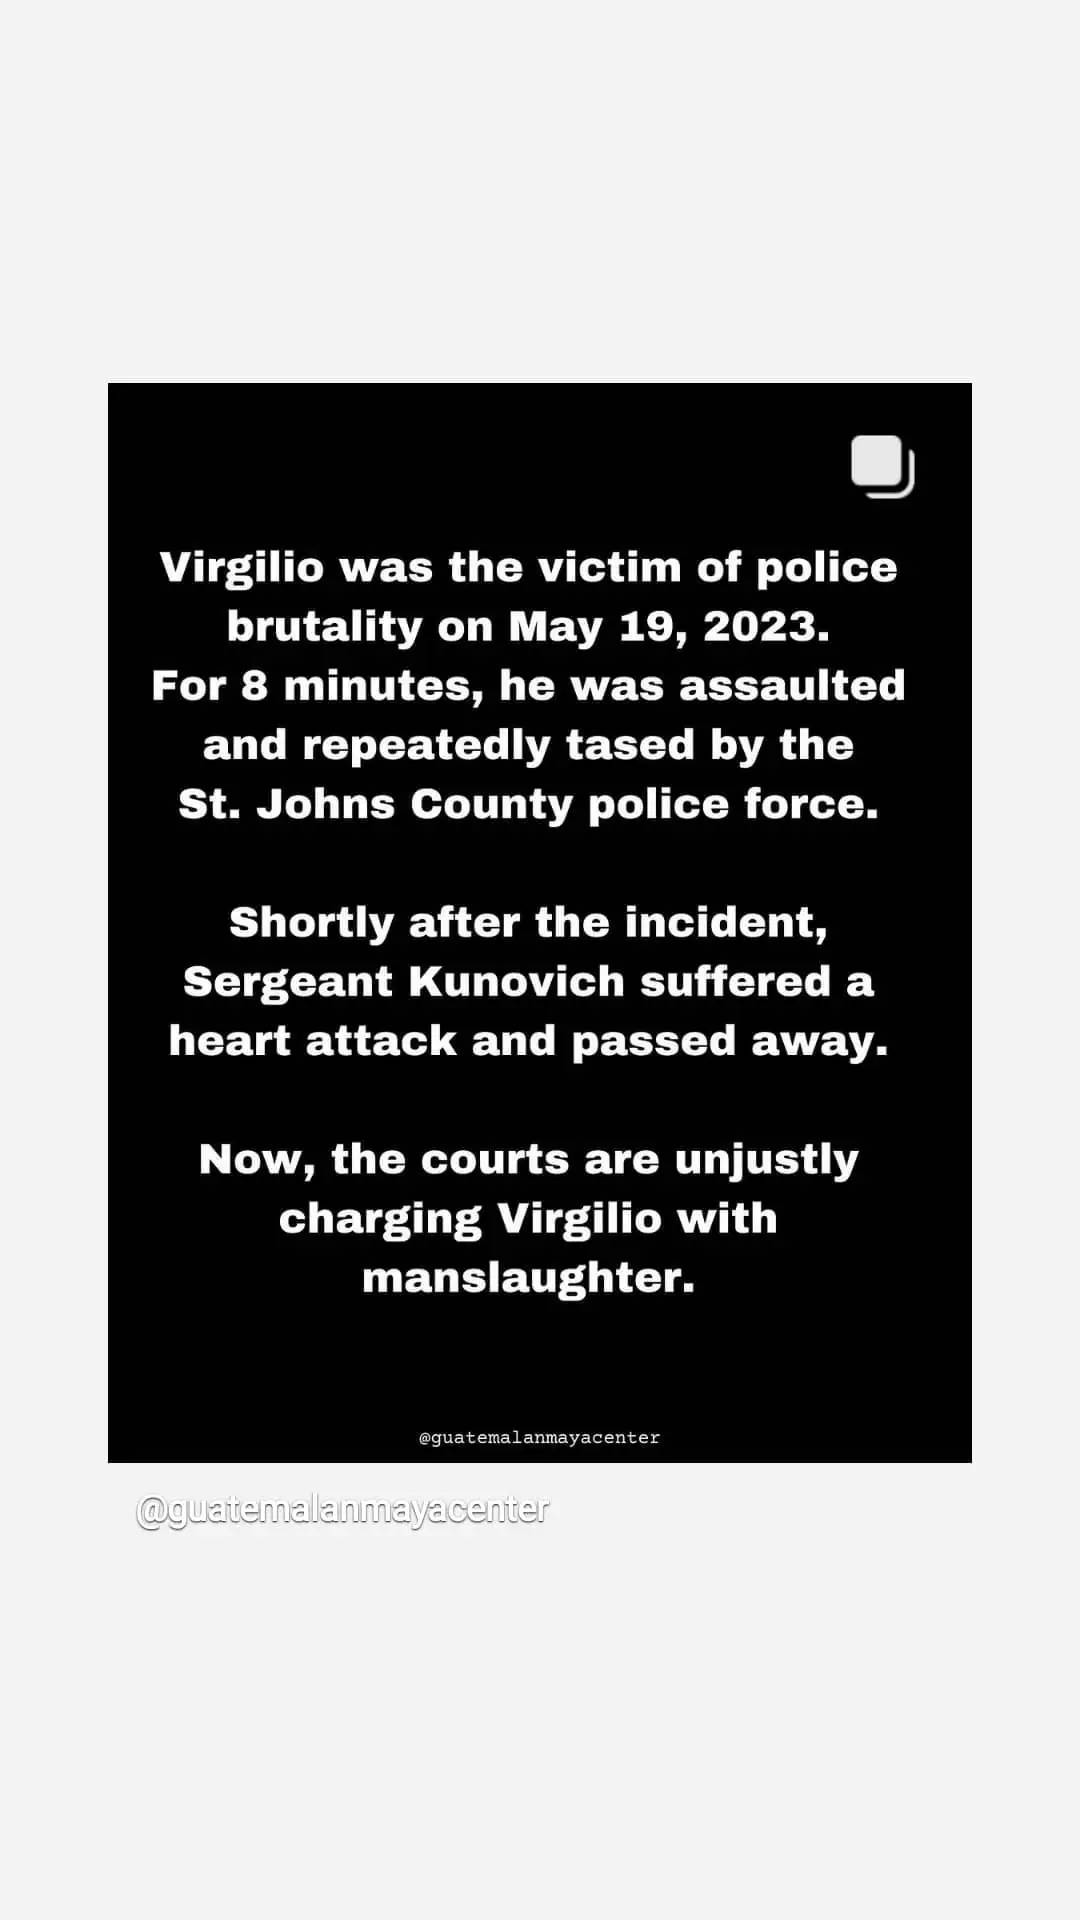 Virgilio was the victim of police
brutality on May 19, 2023.
For 8 minutes, he was assaulted
and repeatedly tased by the
St. Johns County police force.
Shortly after the incident,
Sergeant Kunovich suffered a
heart attack and passed away.
Now, the courts are unjustly
charging Virgilio with
manslaughter.
@guatemalanmayacenter
@guatemalanmayacenter